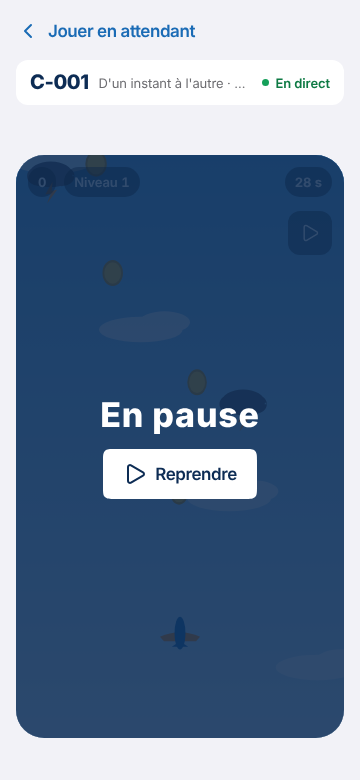 Jouer en attendant
C-001 D'un instant à l'autre · ... En direct
0 Niveau 1 28 s
En pause
Reprendre